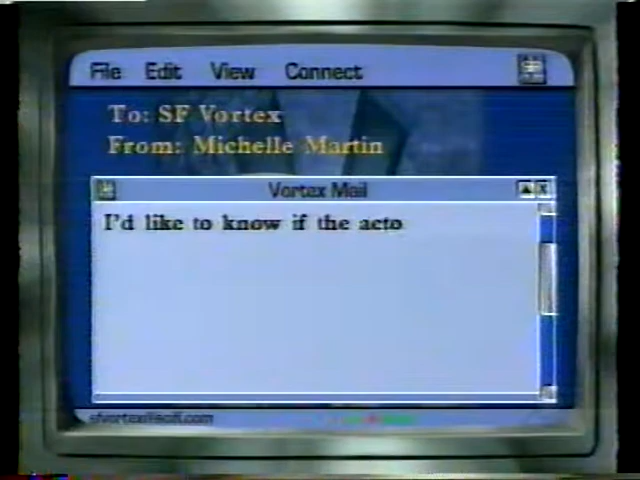 File Edit View Connect
To: SF Vortex
From: Michelle Martin
Vortex Mail
I'd like to know if the acto